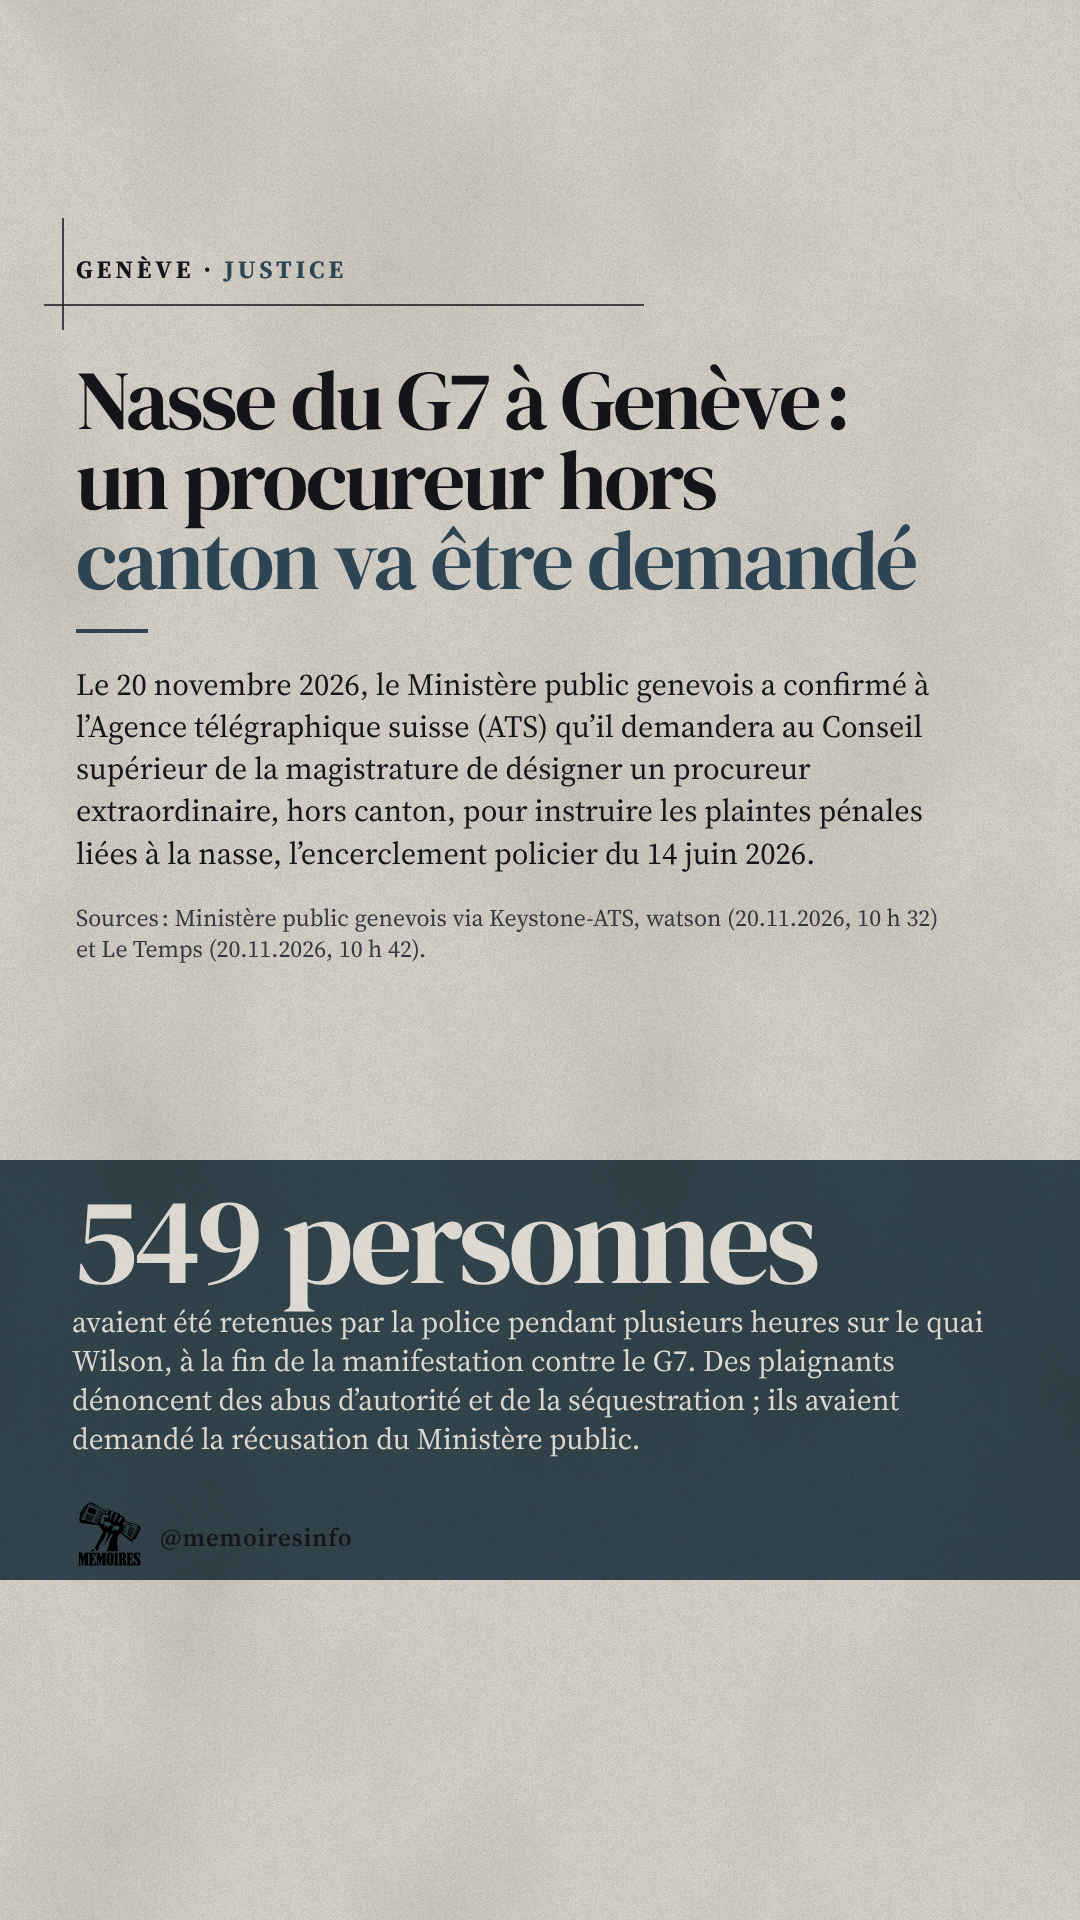 GENÈVE · JUSTICE
Nasse du G7 à Genève :
un procureur hors
canton va être demandé
Le 20 novembre 2026, le Ministère public genevois a confirmé à
l’Agence télégraphique suisse (ATS) qu’il demandera au Conseil
supérieur de la magistrature de désigner un procureur
extraordinaire, hors canton, pour instruire les plaintes pénales
liées à la nasse, l’encerclement policier du 14 juin 2026.
Sources : Ministère public genevois via Keystone-ATS, watson (20.11.2026, 10 h 32)
et Le Temps (20.11.2026, 10 h 42).
549 personnes
avaient été retenues par la police pendant plusieurs heures sur le quai
Wilson, à la fin de la manifestation contre le G7. Des plaignants
dénoncent des abus d’autorité et de la séquestration ; ils avaient
demandé la récusation du Ministère public.
MÉMOIRES
@memoiresinfo